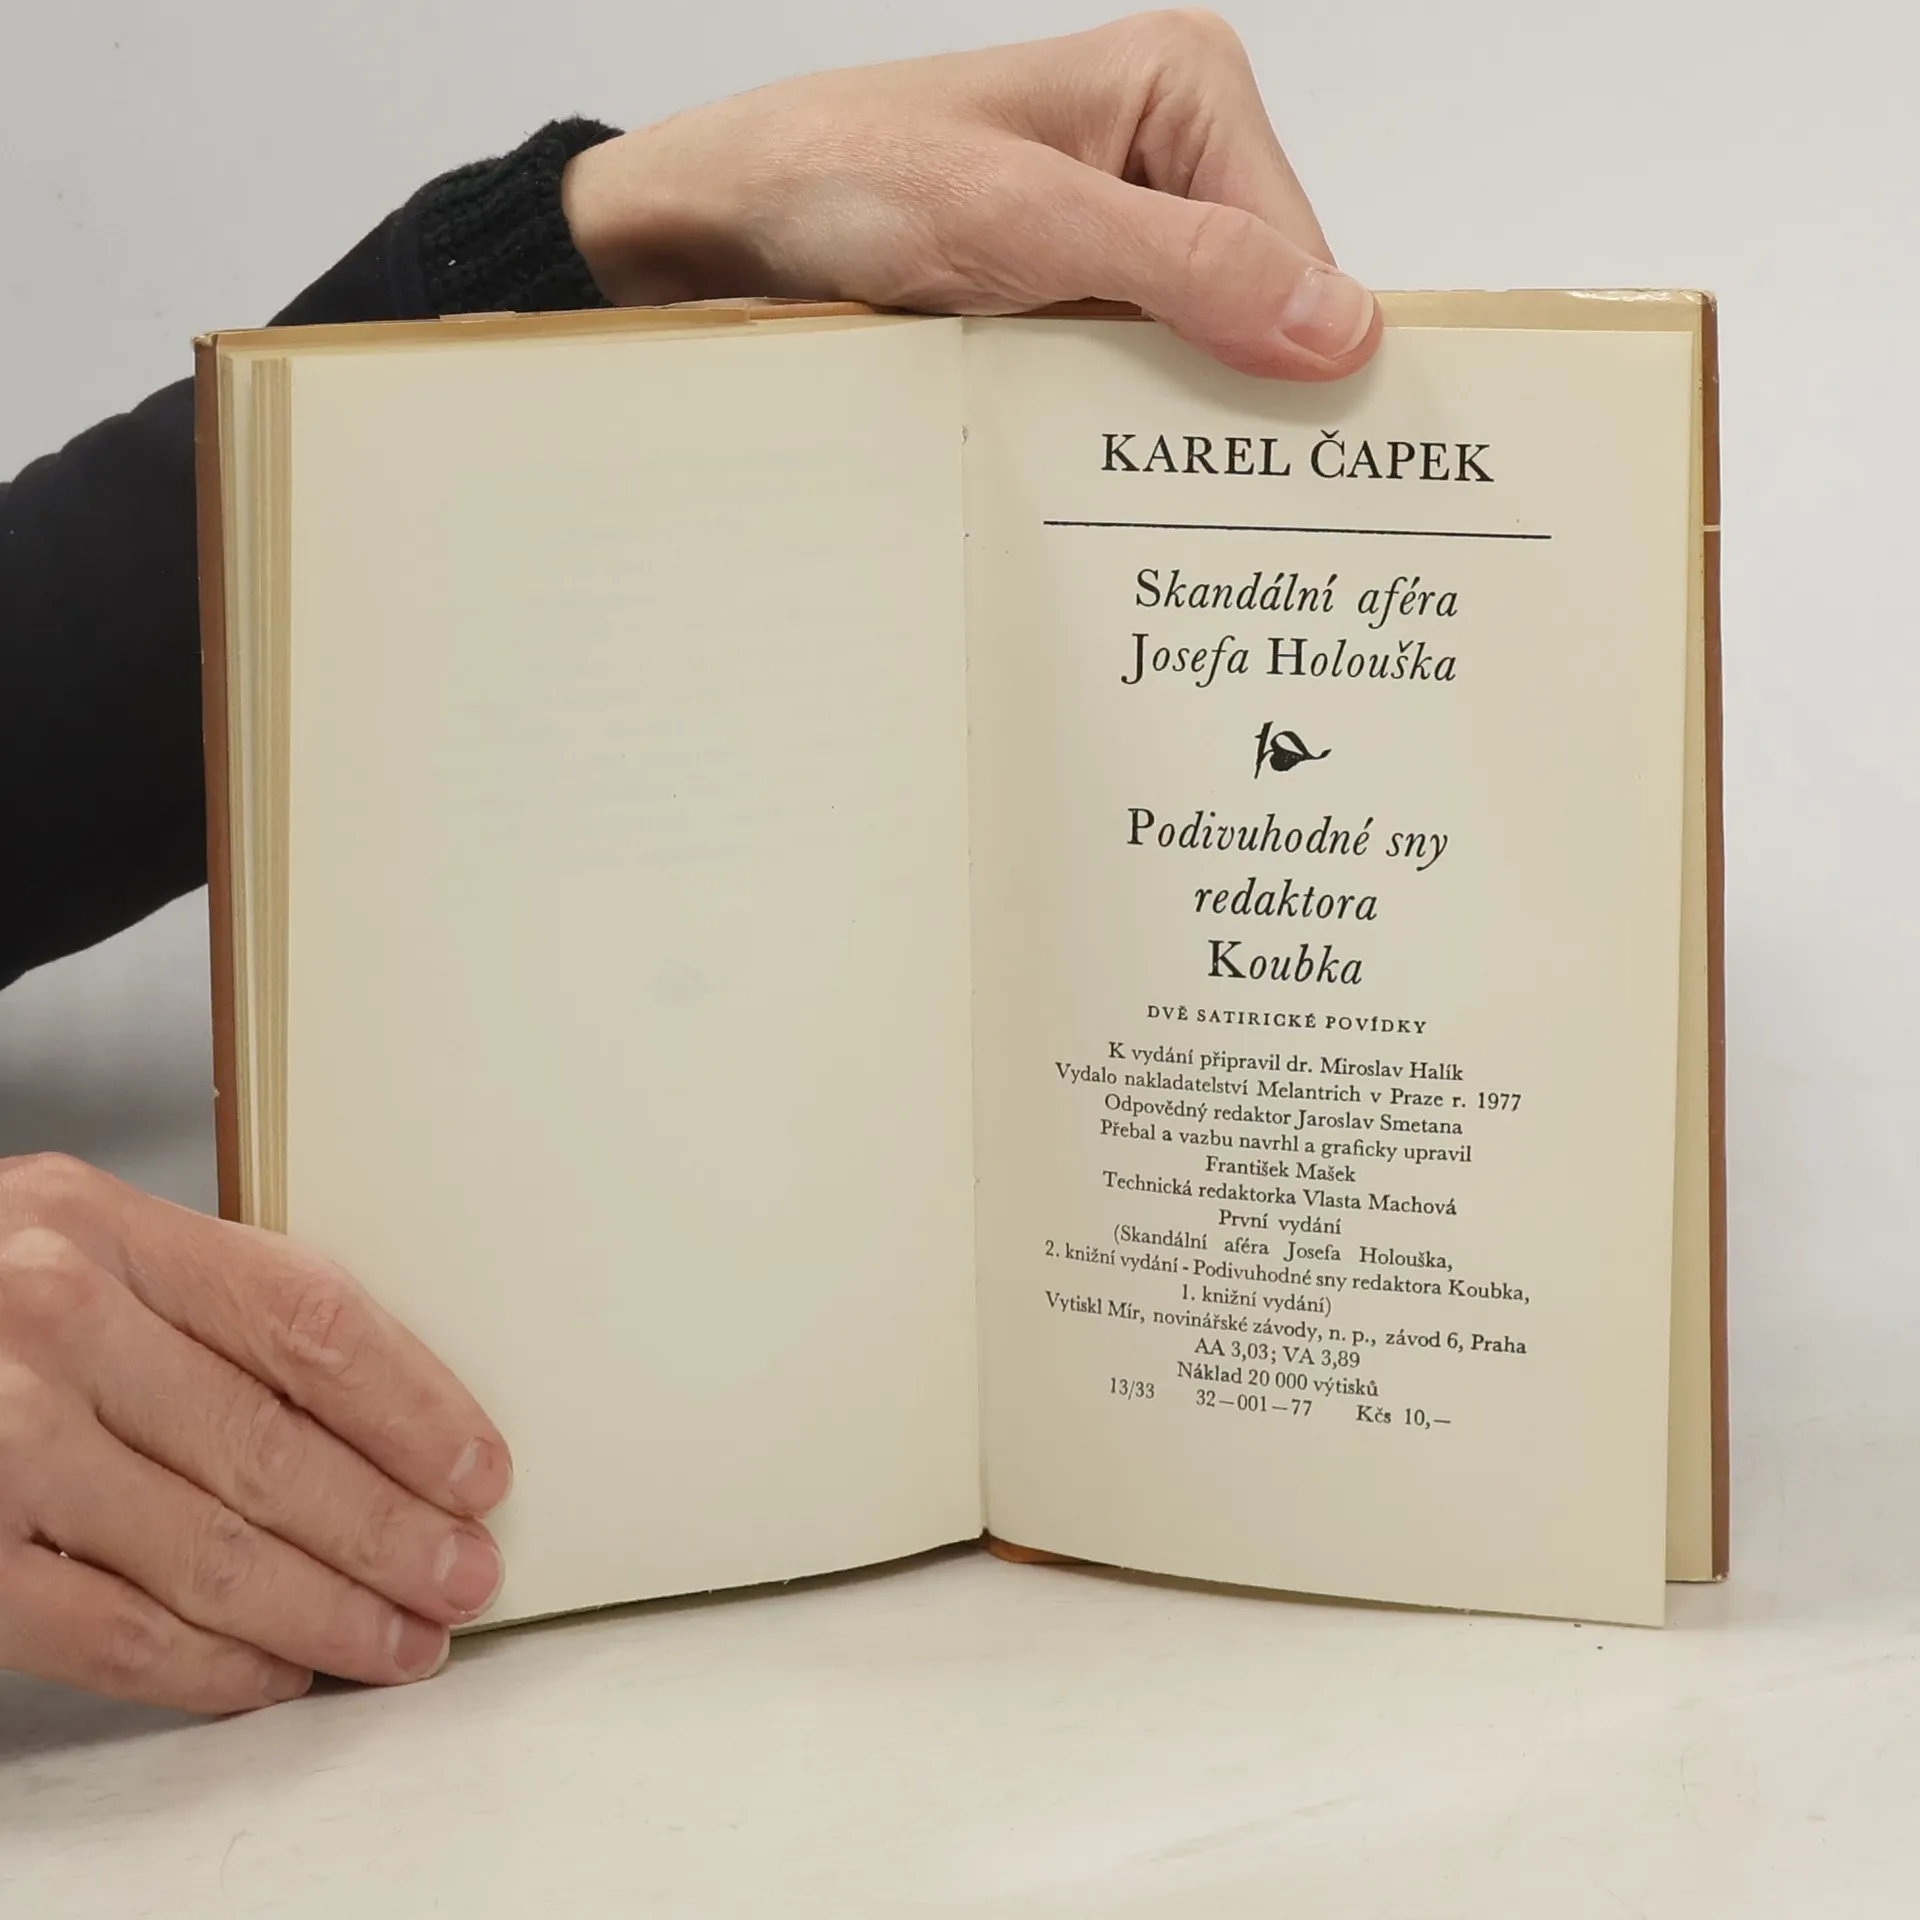 KAREL ČAPEK
Skandální aféra
Josefa Holouška
Podivuhodné sny
redaktora
Koubka
DVĚ SATIRICKÉ POVÍDKY
K vydání připravil dr. Miroslav Halík
Vydalo nakladatelství Melantrich v Praze r. 1977
Odpovědný redaktor Jaroslav Smetana
Přebal a vazbu navrhl a graficky upravil
František Mašek
Technická redaktorka Vlasta Machová
První vydání
(Skandální aféra Josefa Holouška,
2. knižní vydání - Podivuhodné sny redaktora Koubka,
1. knižní vydání)
Vytiskl Mír, novinářské závody, n. p., závod 6, Praha
AA 3,03; VA 3,89
Náklad 20 000 výtisků
13/33 32—001—77 Kčs 10,—